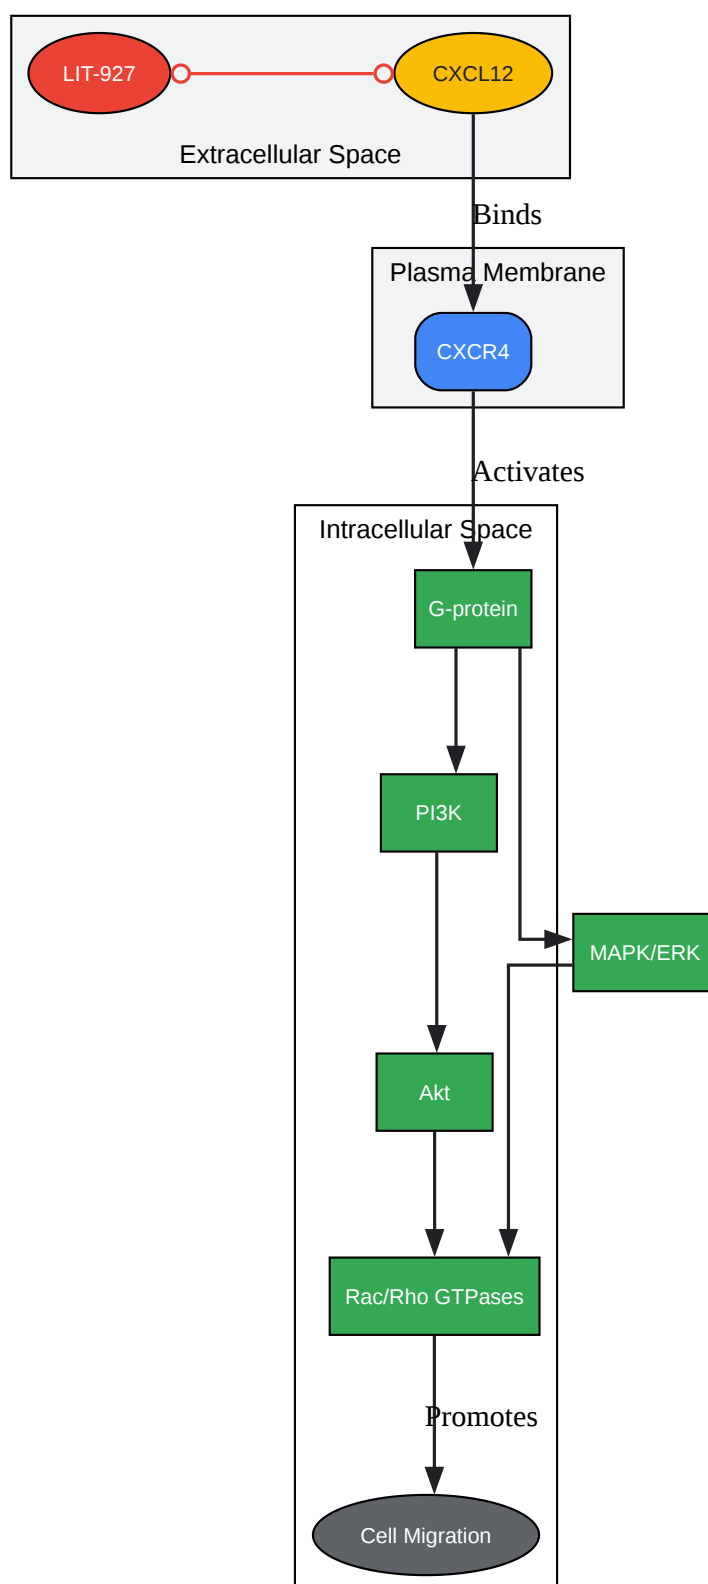 LIT-927
CXCL12
Extracellular Space
Binds
Plasma Membrane
CXCR4
Activates
Intracellular Space
G-protein
PI3K
MAPK/ERK
Akt
Rac/Rho GTPases
Promotes
Cell Migration